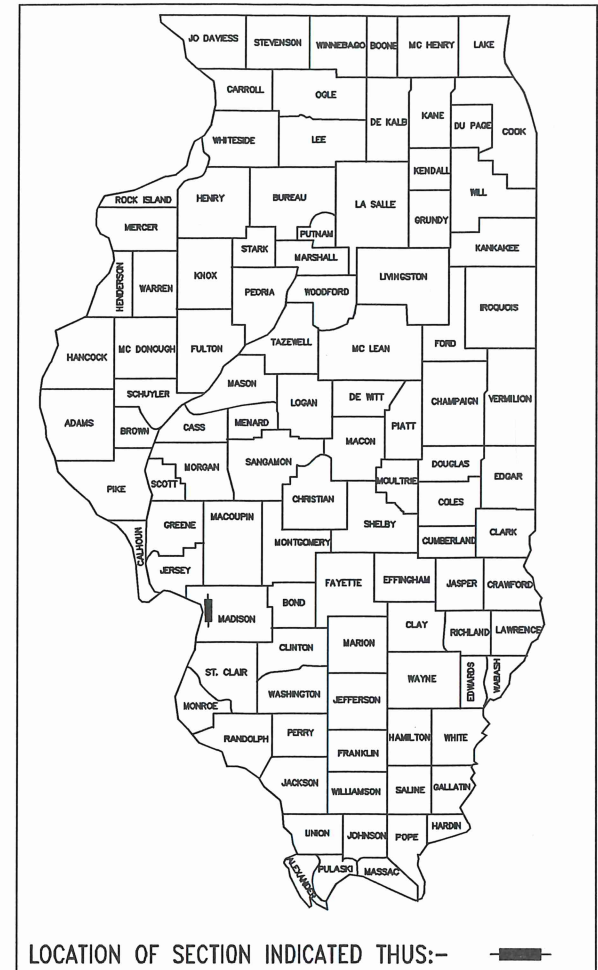 JO DAVIESS STEVENSON WINNEBAGO BOONE MC HENRY LAKE
CARROLL OGLE DE KALB KANE DU PAGE COOK
WHITESIDE LEE KENDALL WILL
ROCK ISLAND HENRY BUREAU LA SALLE GRUNDY
MERCER PUTNAM KANKAKEE
STARK MARSHALL
HENDERSON WARREN KNOX PEORIA WOODFORD LIVINGSTON IROQUOIS
HANCOCK MC DONOUGH FULTON TAZEWELL MC LEAN FORD
SCHUYLER MASON LOGAN DE WITT CHAMPAIGN VERMILION
ADAMS BROWN CASS MENARD MACON PIATT
PIKE SCOTT MORGAN SANGAMON MOULTRIE DOUGLAS EDGAR
CHRISTIAN COLES
CALHOUN GREENE MACOUPIN MONTGOMERY SHELBY CUMBERLAND CLARK
JERSEY FAYETTE EFFINGHAM JASPER CRAWFORD
MADISON BOND CLAY RICHLAND LAWRENCE
CLINTON MARION
ST. CLAIR WASHINGTON WAYNE EDWARDS WABASH
MONROE JEFFERSON
RANDOLPH PERRY HAMILTON WHITE
FRANKLIN
JACKSON WILLIAMSON SALINE GALLATIN
UNION JOHNSON POPE HARDIN
ALEXANDER PULASKI MASSAC
LOCATION OF SECTION INDICATED THUS:-